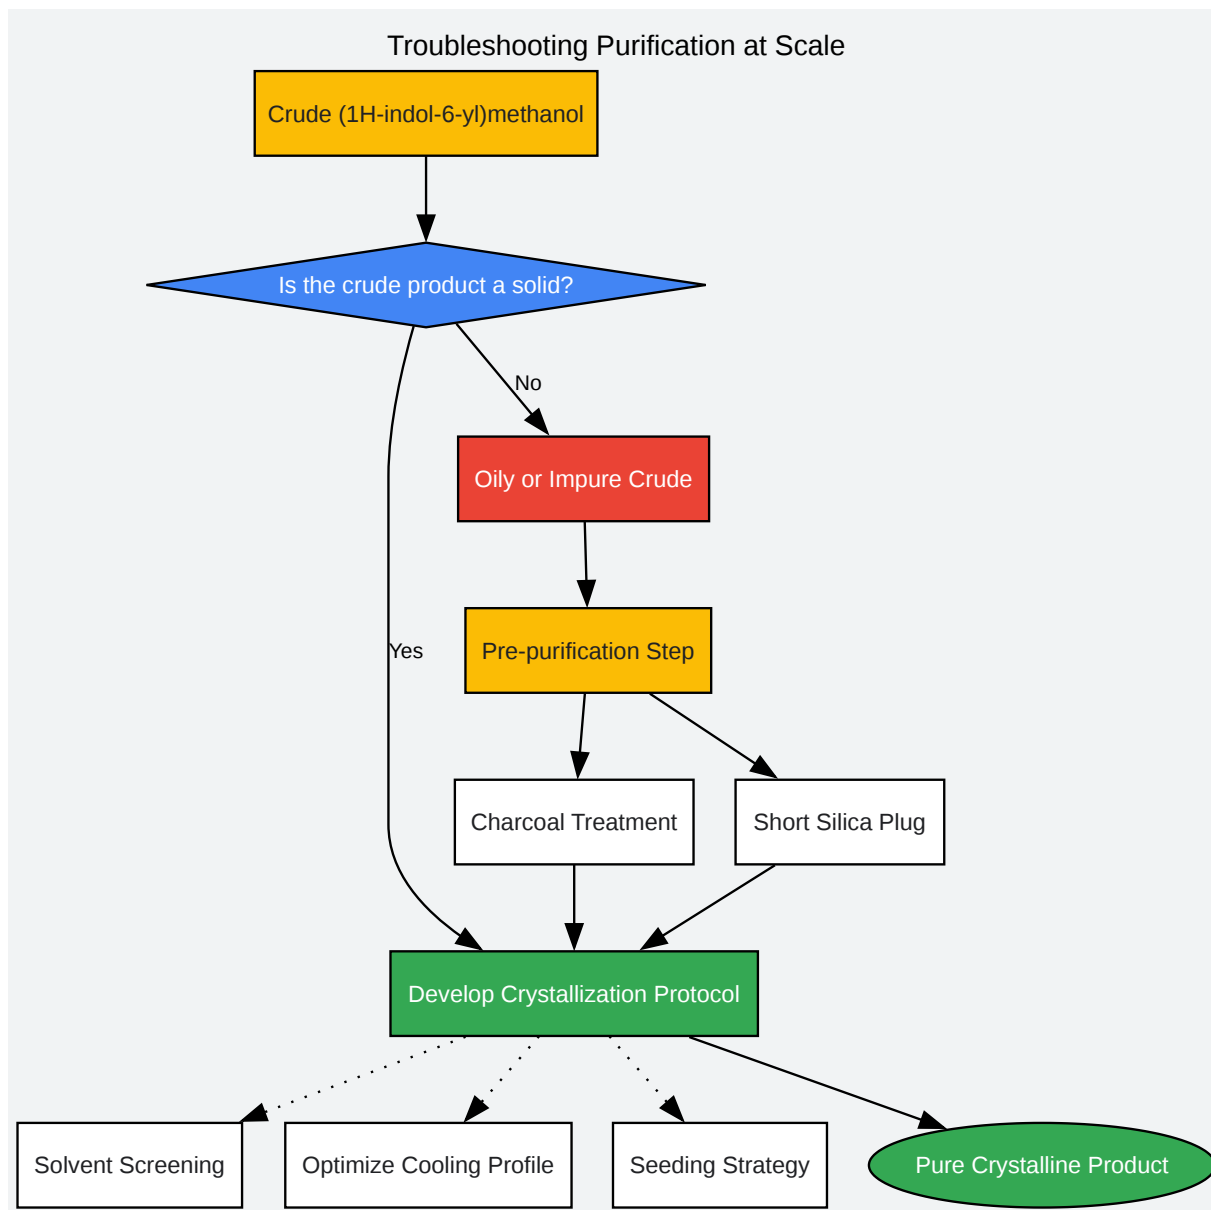 Troubleshooting Purification at Scale
Crude (1H-indol-6-yl)methanol
Is the crude product a solid?
No
Oily or Impure Crude
Yes
Pre-purification Step
Charcoal Treatment
Short Silica Plug
Develop Crystallization Protocol
Solvent Screening
Optimize Cooling Profile
Seeding Strategy
Pure Crystalline Product